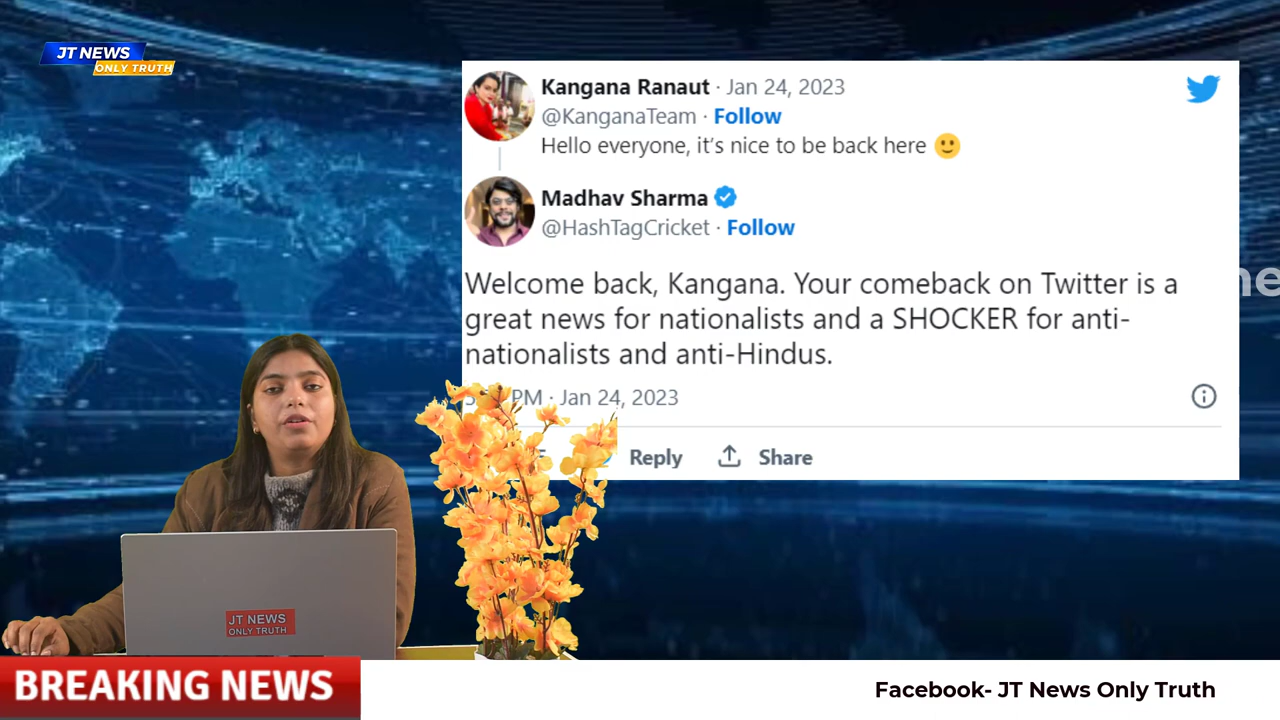 JT NEWS
ONLY TRUTH
Kangana Ranaut · Jan 24, 2023
@KanganaTeam · Follow
Hello everyone, it's nice to be back here 🙂
Madhav Sharma
@HashTagCricket · Follow
Welcome back, Kangana. Your comeback on Twitter is a
great news for nationalists and a SHOCKER for anti-
nationalists and anti-Hindus.
PM · Jan 24, 2023
Reply Share
JT NEWS
ONLY TRUTH
BREAKING NEWS
Facebook- JT News Only Truth